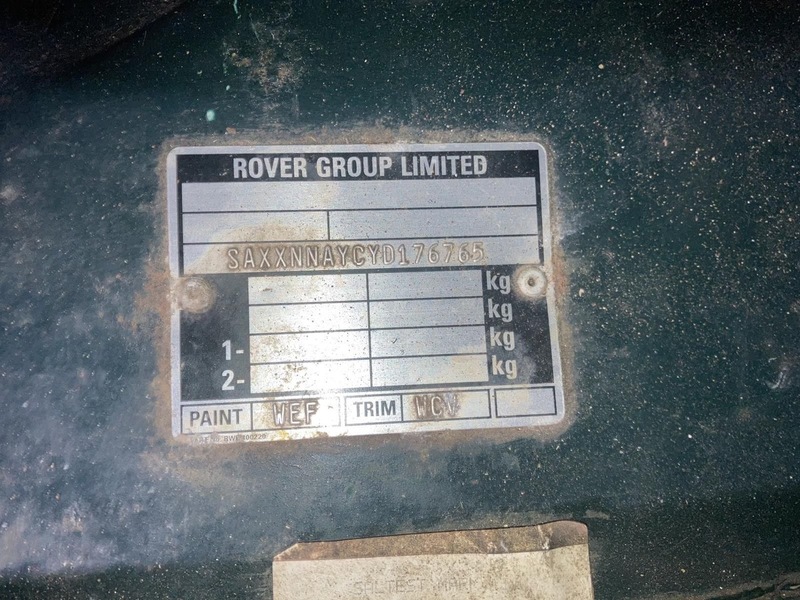 ROVER GROUP LIMITED
SAXXNNAYCYD176765
kg
kg
1- kg
2- kg
PAINT WEF TRIM WCV